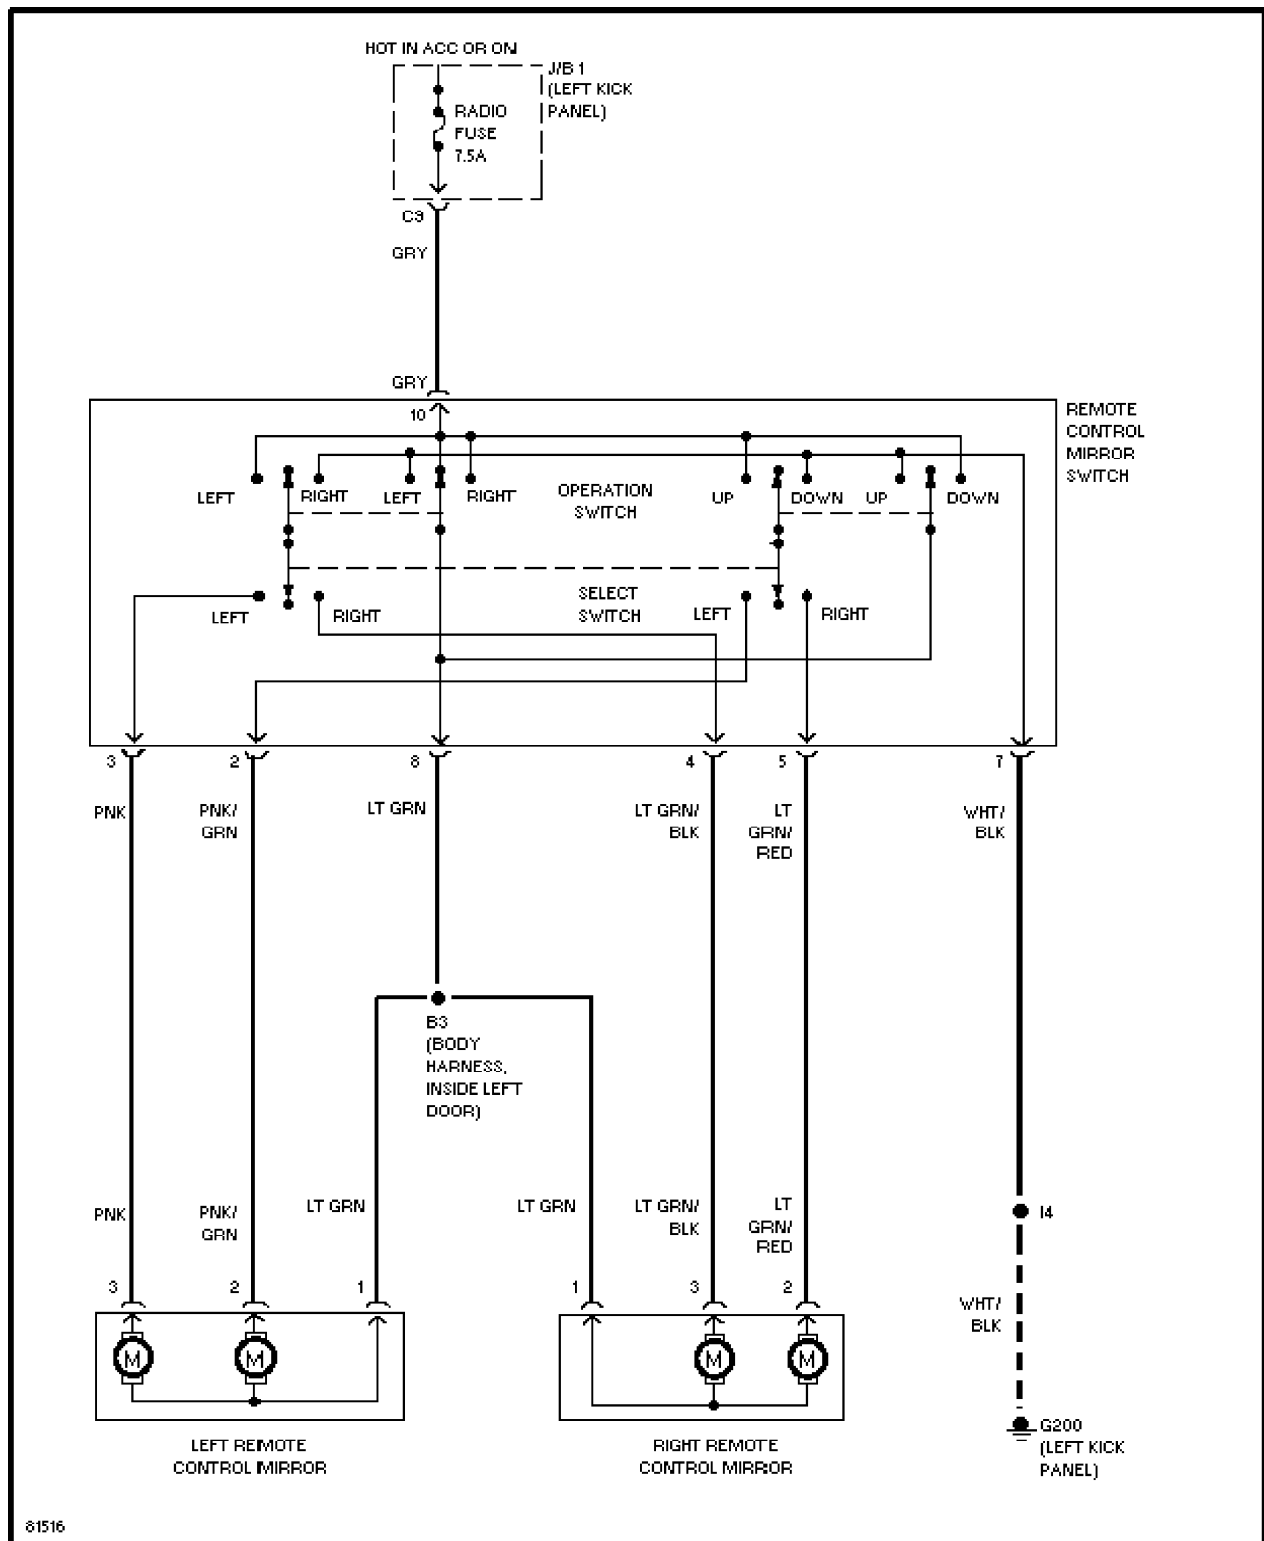 HOT IN ACC OR ON
J/B 1
(LEFT KICK
PANEL)
RADIO
FUSE
7.5A
C9
GRY
GRY
10
REMOTE
CONTROL
MIRROR
SWITCH
LEFT
RIGHT
LEFT
RIGHT
OPERATION
SWITCH
UP
DOWN
UP
DOWN
LEFT
RIGHT
SELECT
SWITCH
LEFT
RIGHT
3
2
8
4
5
7
PNK
PNK/
GRN
LT GRN
LT GRN/
BLK
LT
GRN/
RED
WHT/
BLK
B3
(BODY
HARNESS,
INSIDE LEFT
DOOR)
PNK
PNK/
GRN
LT GRN
LT GRN
LT GRN/
BLK
LT
GRN/
RED
I4
3
2
1
1
3
2
WHT/
BLK
M
M
M
M
LEFT REMOTE
CONTROL MIRROR
RIGHT REMOTE
CONTROL MIRROR
G200
(LEFT KICK
PANEL)
81516